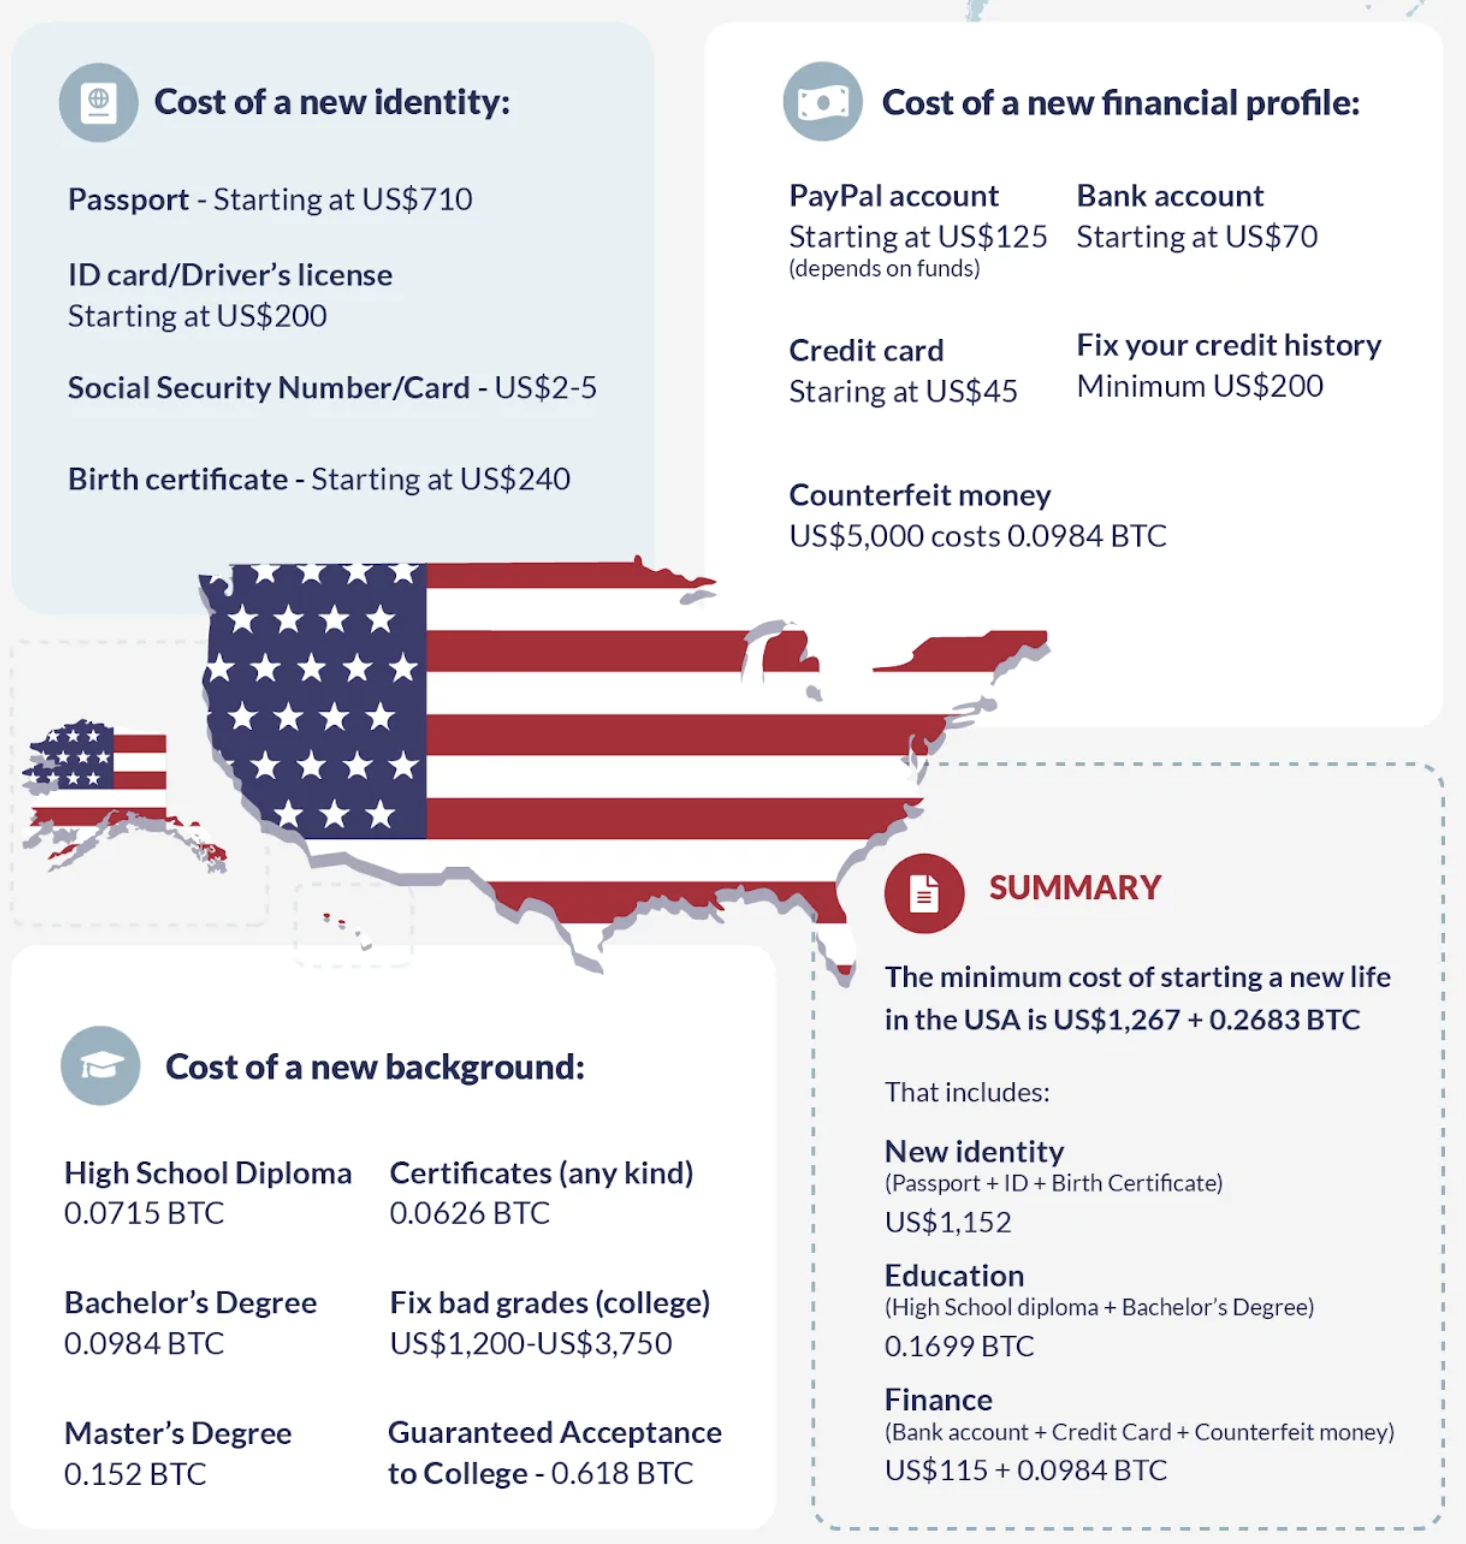 Cost of a new identity:
Passport - Starting at US$710
ID card/Driver’s license
Starting at US$200
Social Security Number/Card - US$2-5
Birth certificate - Starting at US$240
Cost of a new financial profile:
PayPal account
Starting at US$125
(depends on funds)
Bank account
Starting at US$70
Credit card
Staring at US$45
Fix your credit history
Minimum US$200
Counterfeit money
US$5,000 costs 0.0984 BTC
Cost of a new background:
High School Diploma
0.0715 BTC
Certificates (any kind)
0.0626 BTC
Bachelor’s Degree
0.0984 BTC
Fix bad grades (college)
US$1,200-US$3,750
Master’s Degree
0.152 BTC
Guaranteed Acceptance
to College - 0.618 BTC
SUMMARY
The minimum cost of starting a new life
in the USA is US$1,267 + 0.2683 BTC
That includes:
New identity
(Passport + ID + Birth Certificate)
US$1,152
Education
(High School diploma + Bachelor’s Degree)
0.1699 BTC
Finance
(Bank account + Credit Card + Counterfeit money)
US$115 + 0.0984 BTC